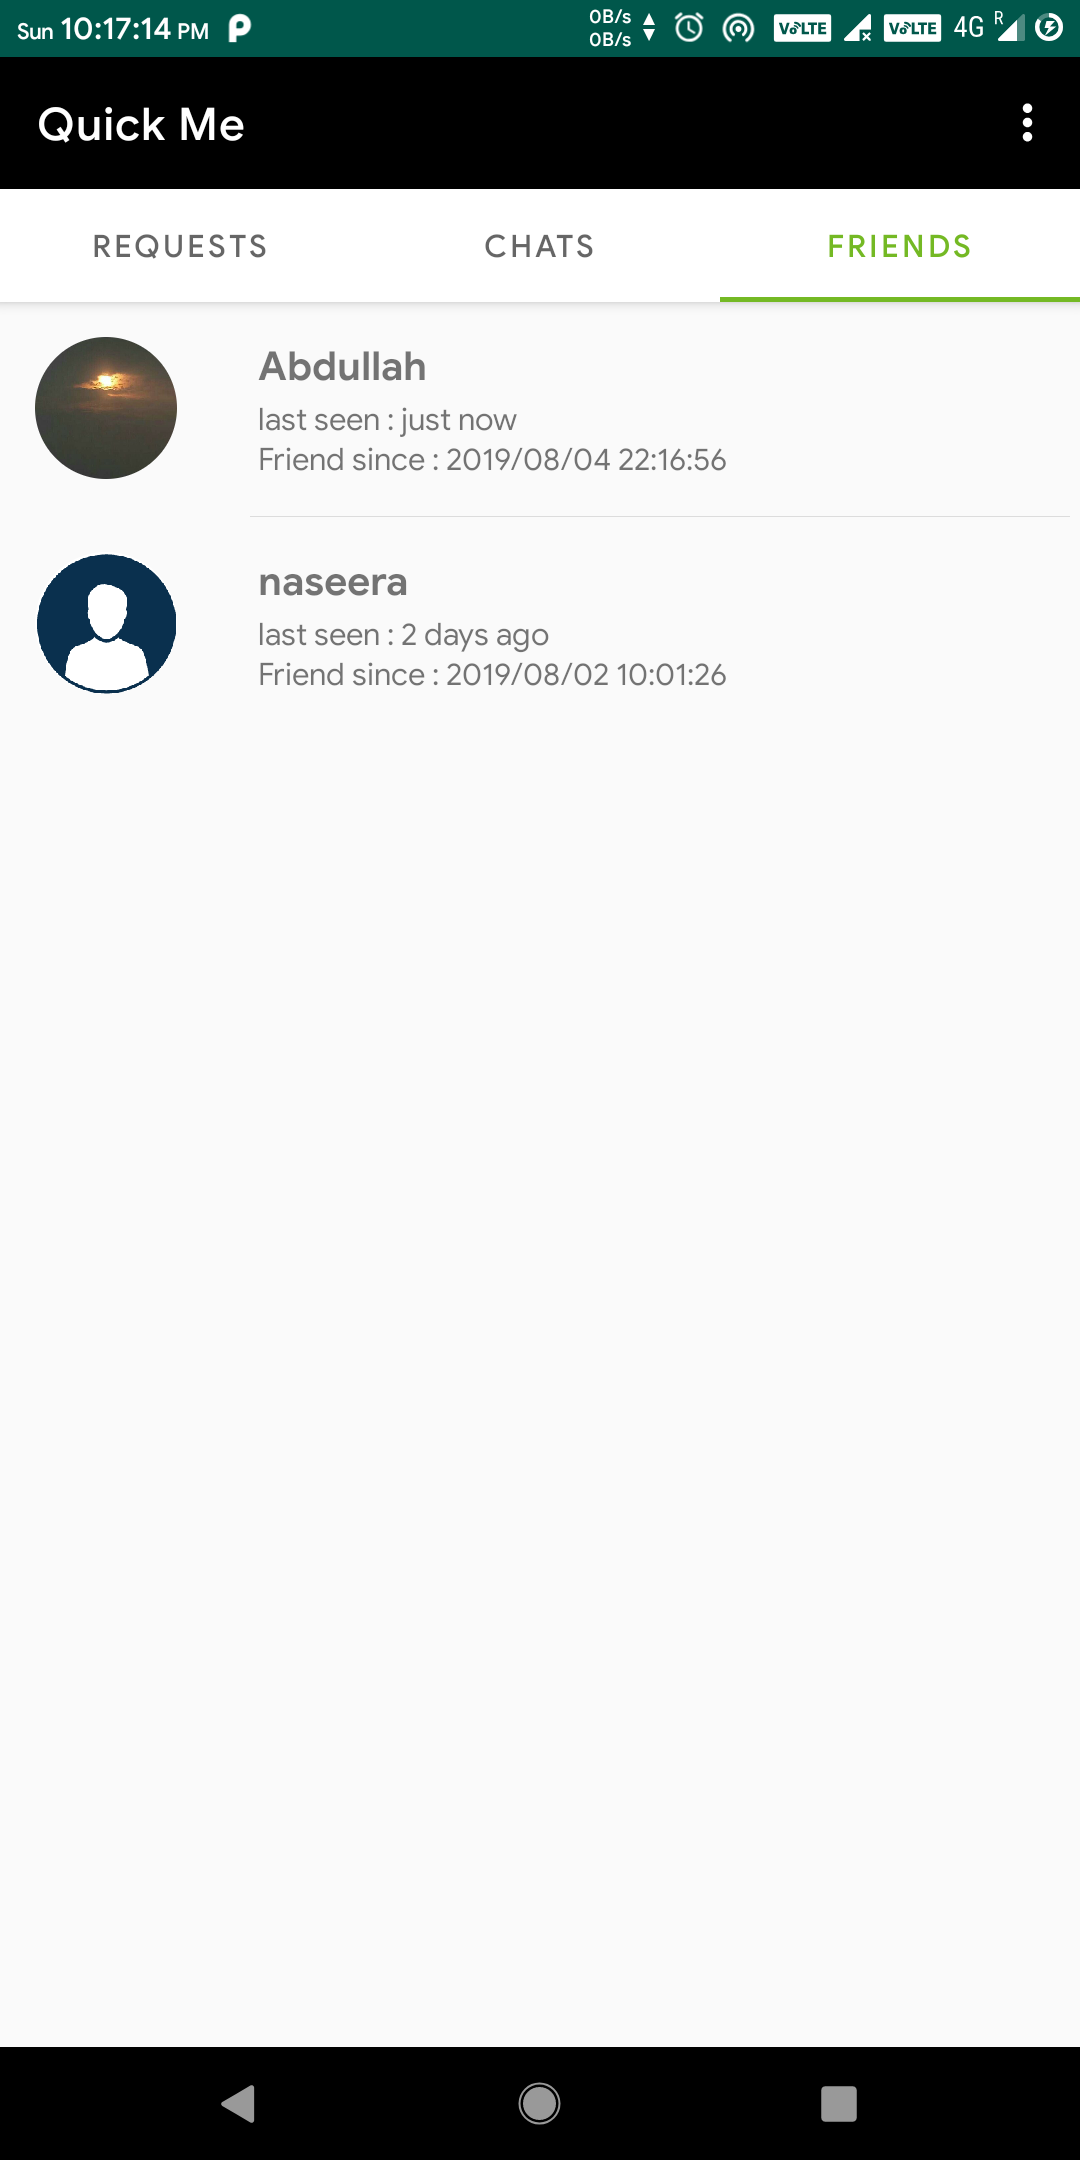 Sun 10:17:14 PM
0B/s
0B/s
VoLTE VoLTE 4G R
Quick Me
REQUESTS CHATS FRIENDS
Abdullah
last seen : just now
Friend since : 2019/08/04 22:16:56
naseera
last seen : 2 days ago
Friend since : 2019/08/02 10:01:26